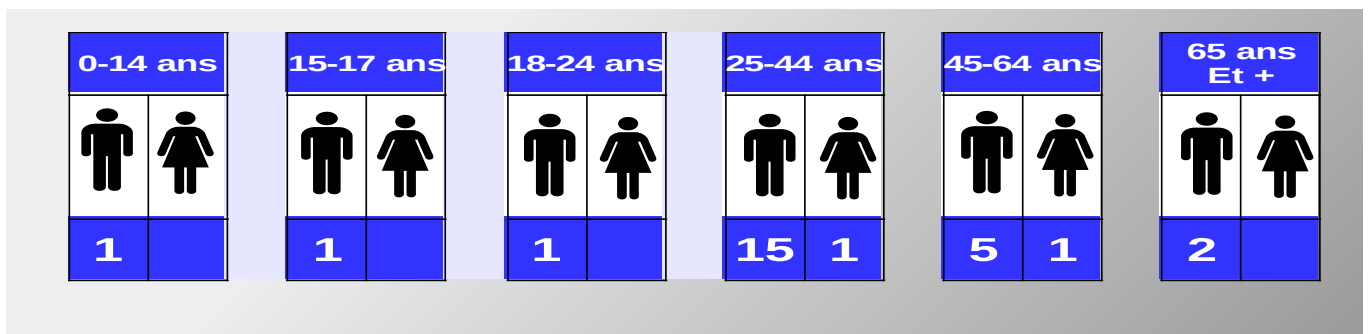 0-14 ans
15-17 ans
18-24 ans
25-44 ans
45-64 ans
65 ans
Et +
1
1
1
15 1
5 1
2